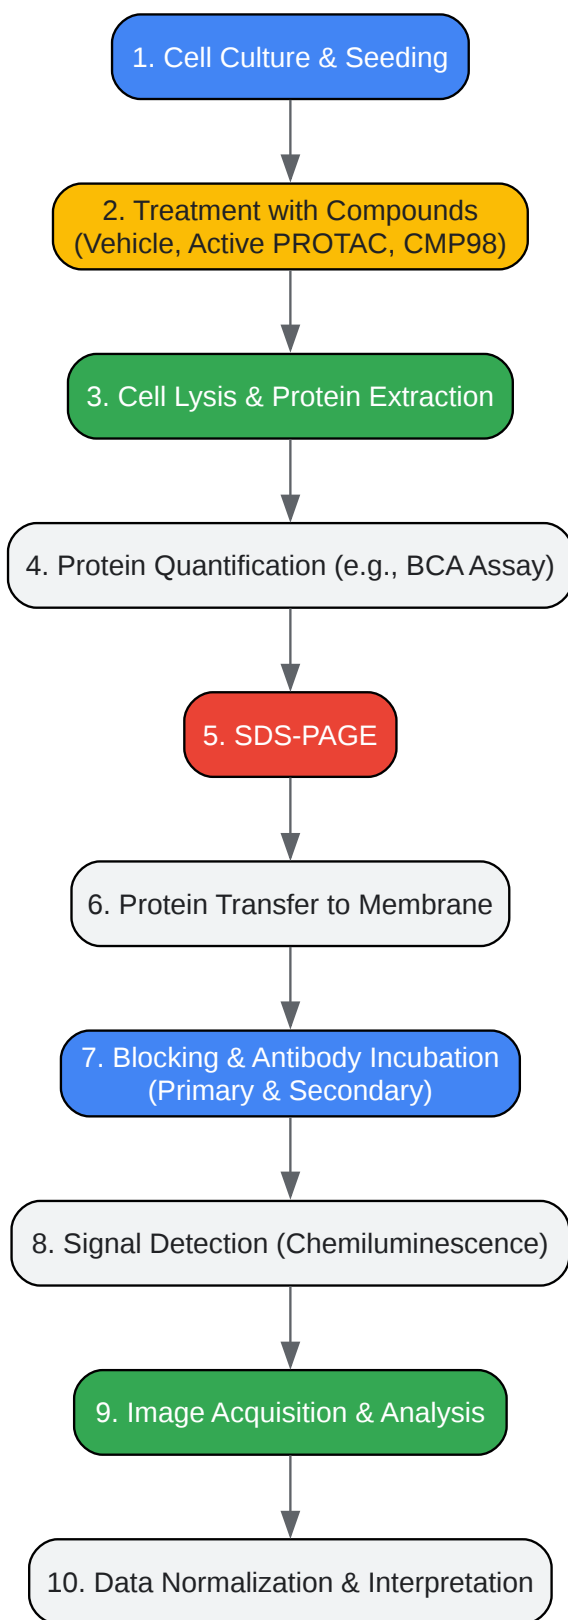 1. Cell Culture & Seeding
2. Treatment with Compounds
(Vehicle, Active PROTAC, CMP98)
3. Cell Lysis & Protein Extraction
4. Protein Quantification (e.g., BCA Assay)
5. SDS-PAGE
6. Protein Transfer to Membrane
7. Blocking & Antibody Incubation
(Primary & Secondary)
8. Signal Detection (Chemiluminescence)
9. Image Acquisition & Analysis
10. Data Normalization & Interpretation